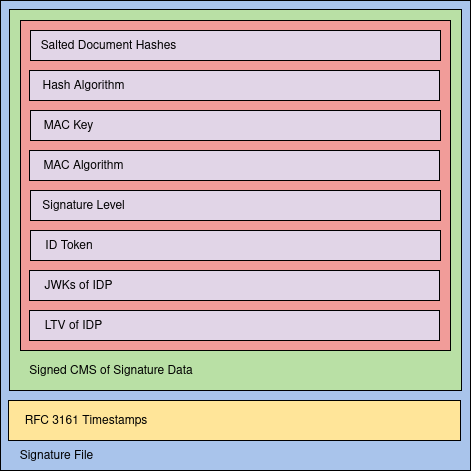 Salted Document Hashes
Hash Algorithm
MAC Key
MAC Algorithm
Signature Level
ID Token
JWKs of IDP
LTV of IDP
Signed CMS of Signature Data
RFC 3161 Timestamps
Signature File